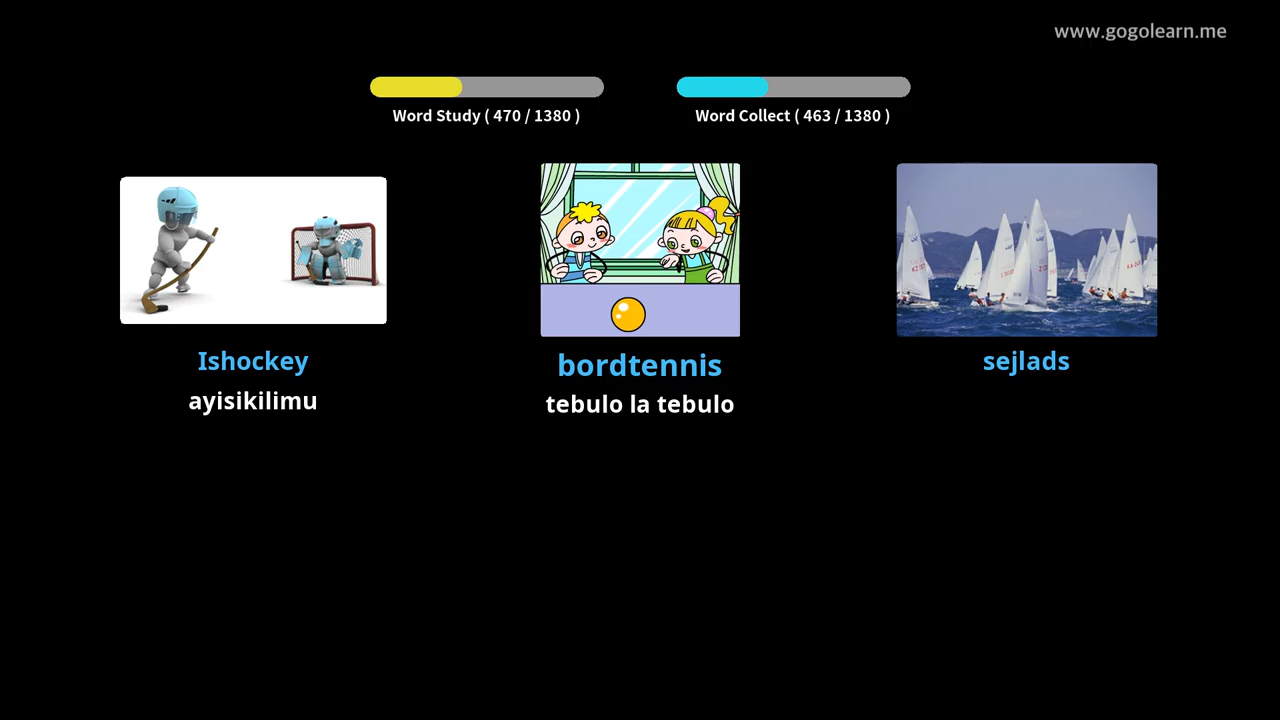 www.gogolearn.me
Word Study ( 470 / 1380 )
Word Collect ( 463 / 1380 )
Ishockey
bordtennis
sejlads
ayisikilimu
tebulo la tebulo